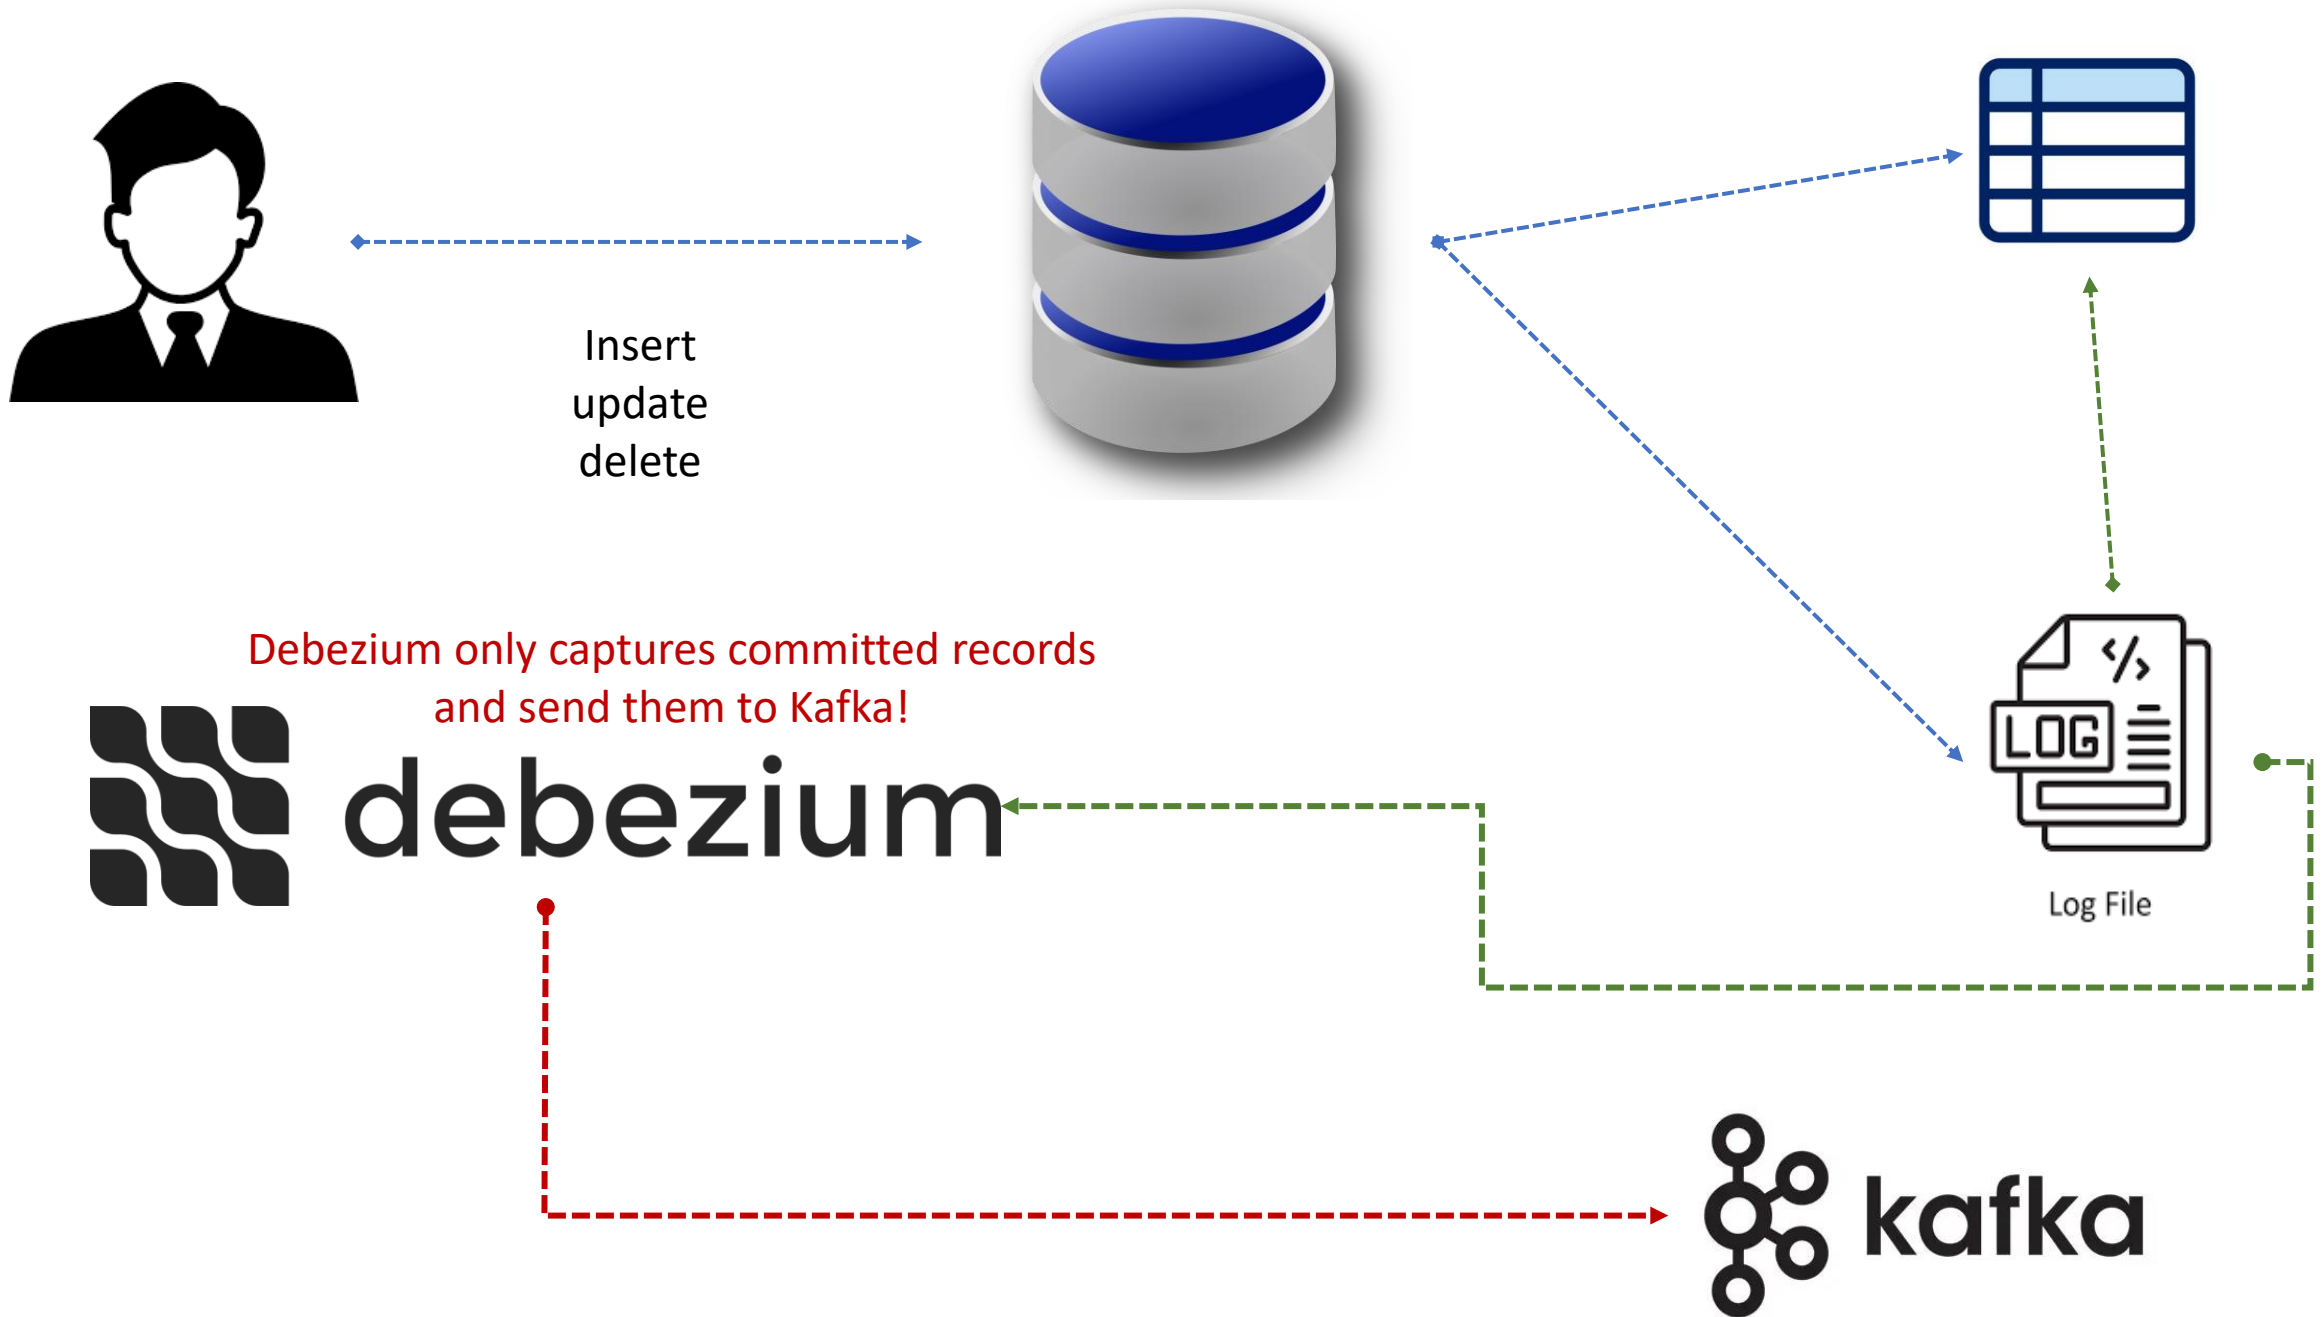 Insert
update
delete
Debezium only captures committed records
and send them to Kafka!
debezium
</>
LOG
Log File
kafka